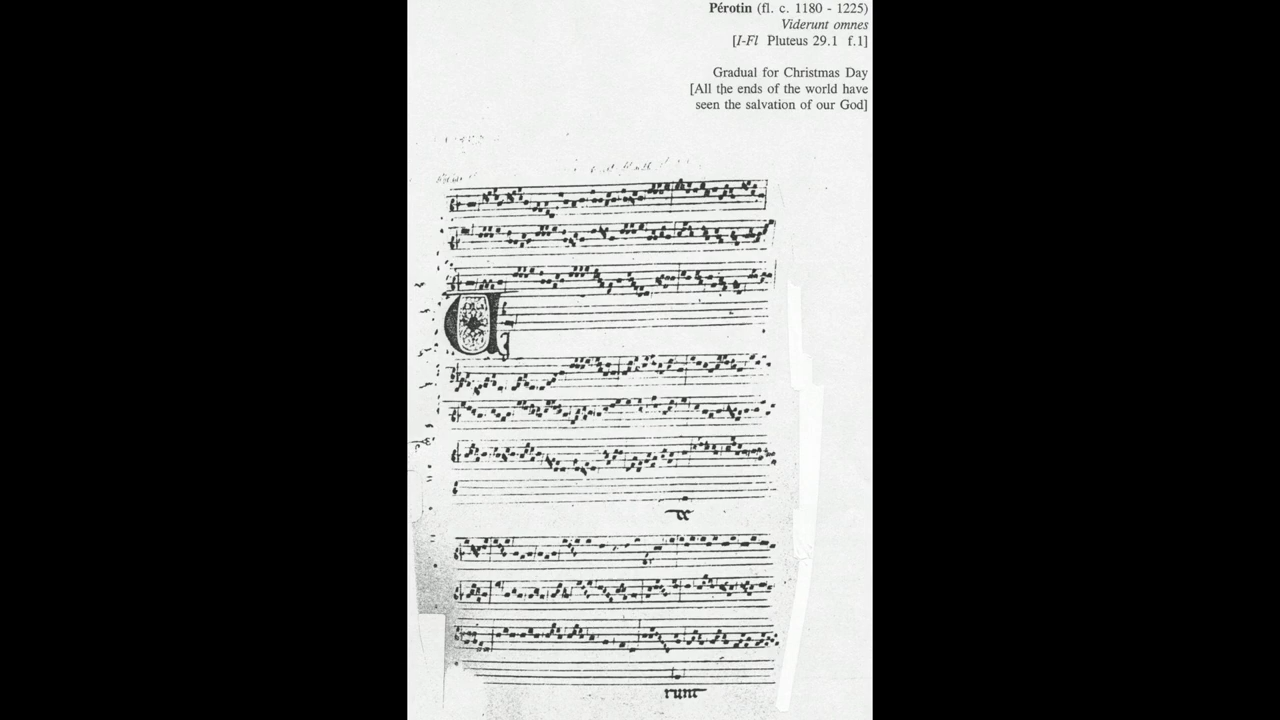 Pérotin (fl. c. 1180 - 1225)
Viderunt omnes
[I-Fl Pluteus 29.1 f.1]
Gradual for Christmas Day
[All the ends of the world have
seen the salvation of our God]
V
de
runt